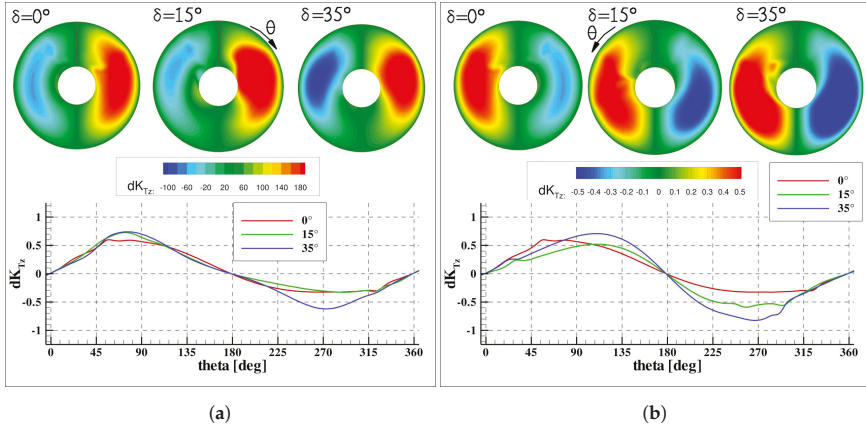 δ=0°
δ=15°
θ
δ=35°
dK_Tz: -100 -60 -20 20 60 100 140 180
0°
15°
35°
dK_Tz
1
0.5
0
-0.5
-1
0 45 90 135 180 225 270 315 360
theta [deg]
(a)
δ=0°
δ=15°
θ
δ=35°
dK_Tz: -0.5 -0.4 -0.3 -0.2 -0.1 0 0.1 0.2 0.3 0.4 0.5
0°
15°
35°
dK_Tz
1
0.5
0
-0.5
-1
0 45 90 135 180 225 270 315 360
theta [deg]
(b)